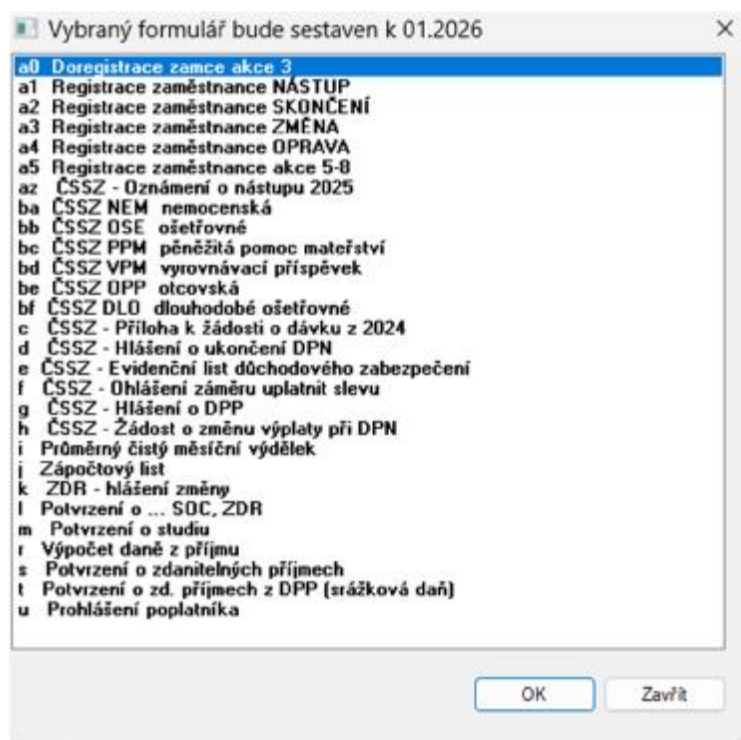 Vybraný formulář bude sestaven k 01.2026
a0 Doregistrace zamce akce 3
a1 Registrace zaměstnance NÁSTUP
a2 Registrace zaměstnance SKONČENÍ
a3 Registrace zaměstnance ZMĚNA
a4 Registrace zaměstnance OPRAVA
a5 Registrace zaměstnance akce 5-8
az ČSSZ - Oznámení o nástupu 2025
ba ČSSZ NEM nemocenská
bb ČSSZ OSE ošetřovné
bc ČSSZ PPM pěněžitá pomoc mateřství
bd ČSSZ VPM vyrovnávací příspěvek
be ČSSZ OPP otcovská
bf ČSSZ DLO dlouhodobé ošetřovné
c ČSSZ - Příloha k žádosti o dávku z 2024
d ČSSZ - Hlášení o ukončení DPN
e ČSSZ - Evidenční list důchodového zabezpečení
f ČSSZ - Ohlášení záměru uplatnit slevu
g ČSSZ - Hlášení o DPP
h ČSSZ - Žádost o změnu výplaty při DPN
i Průměrný čistý měsíční výdělek
j Zápočtový list
k ZDR - hlášení změny
l Potvrzení o ... SOC, ZDR
m Potvrzení o studiu
r Výpočet daně z příjmu
s Potvrzení o zdanitelných příjmech
t Potvrzení o zd. příjmech z DPP (srážková daň)
u Prohlášení poplatníka
OK Zavřít